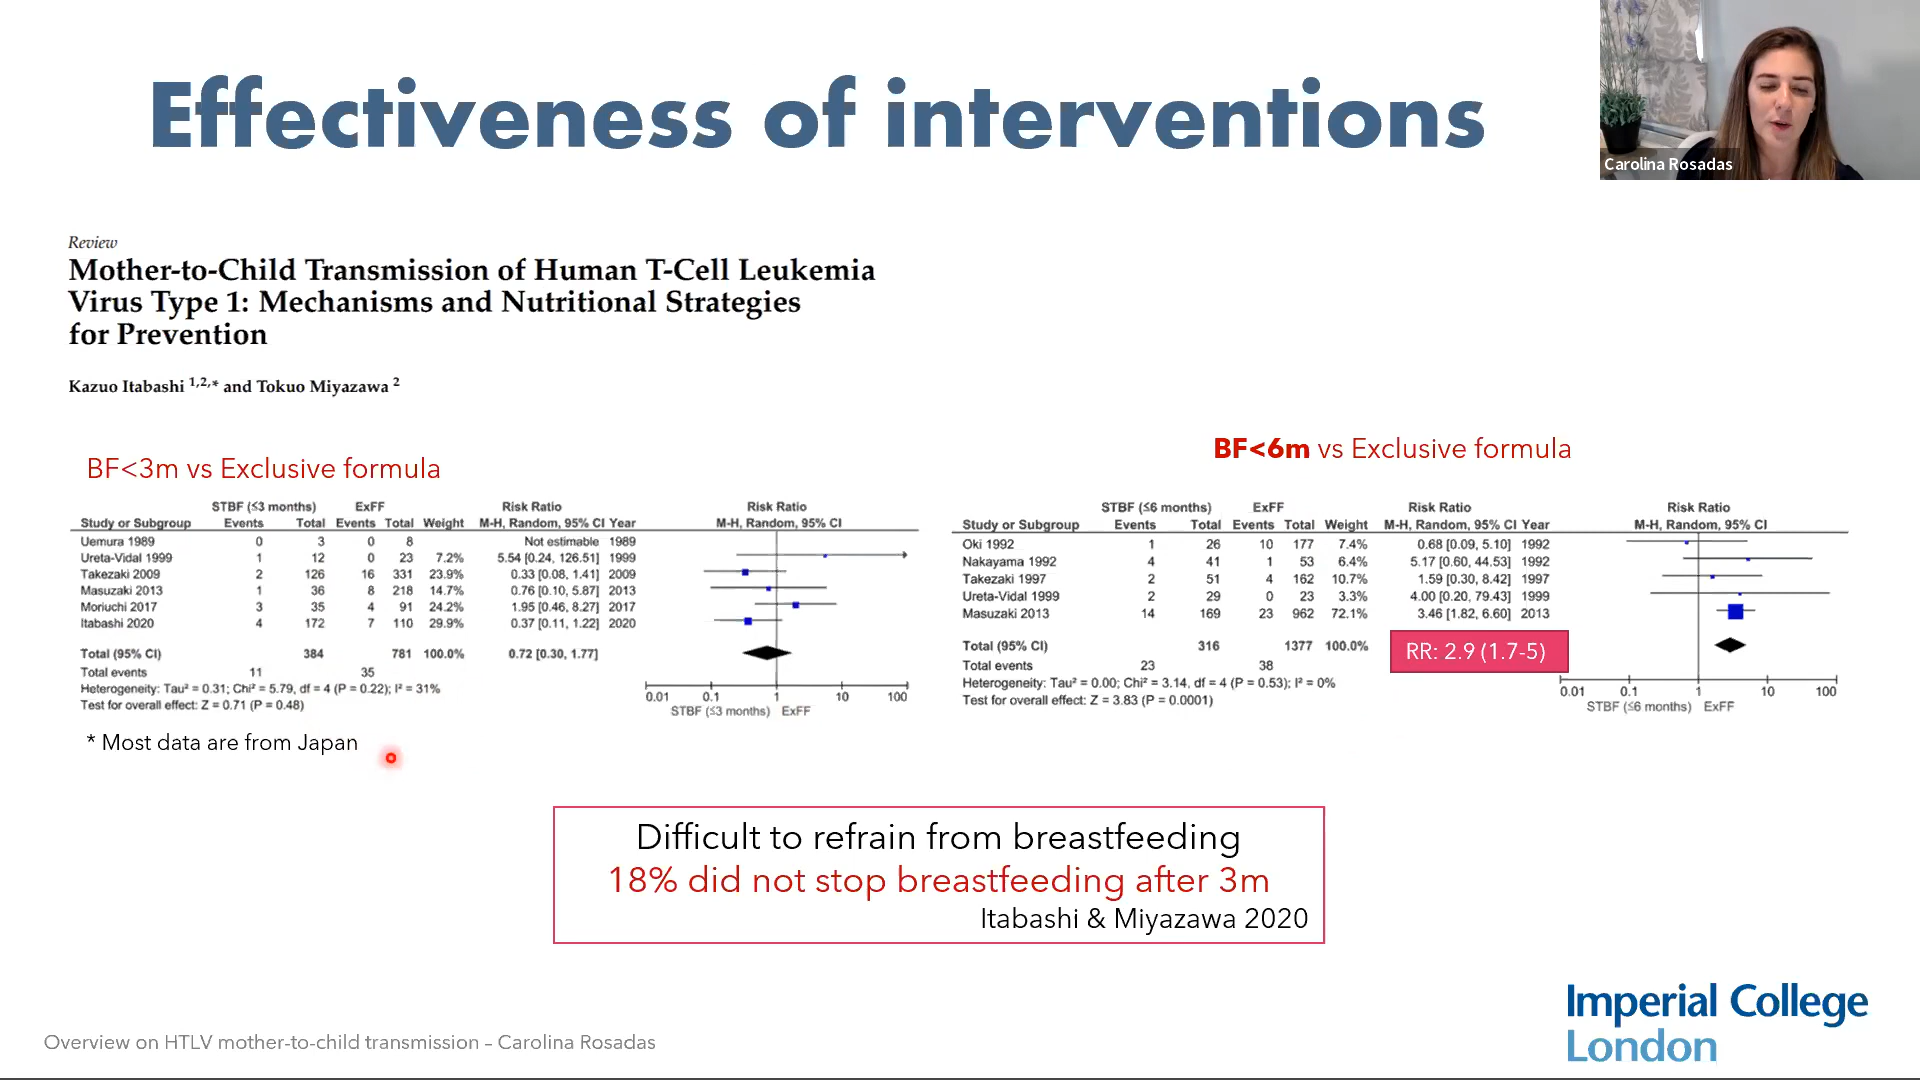 Effectiveness of interventions
Carolina Rosadas
Review
Mother-to-Child Transmission of Human T-Cell Leukemia
Virus Type 1: Mechanisms and Nutritional Strategies
for Prevention
Kazuo Itabashi 1,2,* and Tokuo Miyazawa 2
BF<3m vs Exclusive formula
STBF (≤3 months) ExFF Risk Ratio Risk Ratio
Study or Subgroup Events Total Events Total Weight M-H, Random, 95% CI Year M-H, Random, 95% CI
Uemura 1989 0 3 0 8 Not estimable 1989
Ureta-Vidal 1999 1 12 0 23 7.2% 5.54 [0.24, 126.51] 1999
Takezaki 2009 2 126 16 331 23.9% 0.33 [0.08, 1.41] 2009
Masuzaki 2013 1 36 8 218 14.7% 0.76 [0.10, 5.87] 2013
Moriuchi 2017 3 35 4 91 24.2% 1.95 [0.46, 8.27] 2017
Itabashi 2020 4 172 7 110 29.9% 0.37 [0.11, 1.22] 2020
Total (95% CI) 384 781 100.0% 0.72 [0.30, 1.77]
Total events 11 35
Heterogeneity: Tau² = 0.31; Chi² = 5.79, df = 4 (P = 0.22); I² = 31%
Test for overall effect: Z = 0.71 (P = 0.48)
0.01 0.1 1 10 100
STBF (≤3 months) ExFF
* Most data are from Japan
BF<6m vs Exclusive formula
STBF (≤6 months) ExFF Risk Ratio Risk Ratio
Study or Subgroup Events Total Events Total Weight M-H, Random, 95% CI Year M-H, Random, 95% CI
Oki 1992 1 26 10 177 7.4% 0.68 [0.09, 5.10] 1992
Nakayama 1992 4 41 1 53 6.4% 5.17 [0.60, 44.53] 1992
Takezaki 1997 2 51 4 162 10.7% 1.59 [0.30, 8.42] 1997
Ureta-Vidal 1999 2 29 0 23 3.3% 4.00 [0.20, 79.43] 1999
Masuzaki 2013 14 169 23 962 72.1% 3.46 [1.82, 6.60] 2013
Total (95% CI) 316 1377 100.0%
RR: 2.9 (1.7-5)
Total events 23 38
Heterogeneity: Tau² = 0.00; Chi² = 3.14, df = 4 (P = 0.53); I² = 0%
Test for overall effect: Z = 3.83 (P = 0.0001)
0.01 0.1 1 10 100
STBF (≤6 months) ExFF
Difficult to refrain from breastfeeding
18% did not stop breastfeeding after 3m
Itabashi & Miyazawa 2020
Overview on HTLV mother-to-child transmission – Carolina Rosadas
Imperial College
London